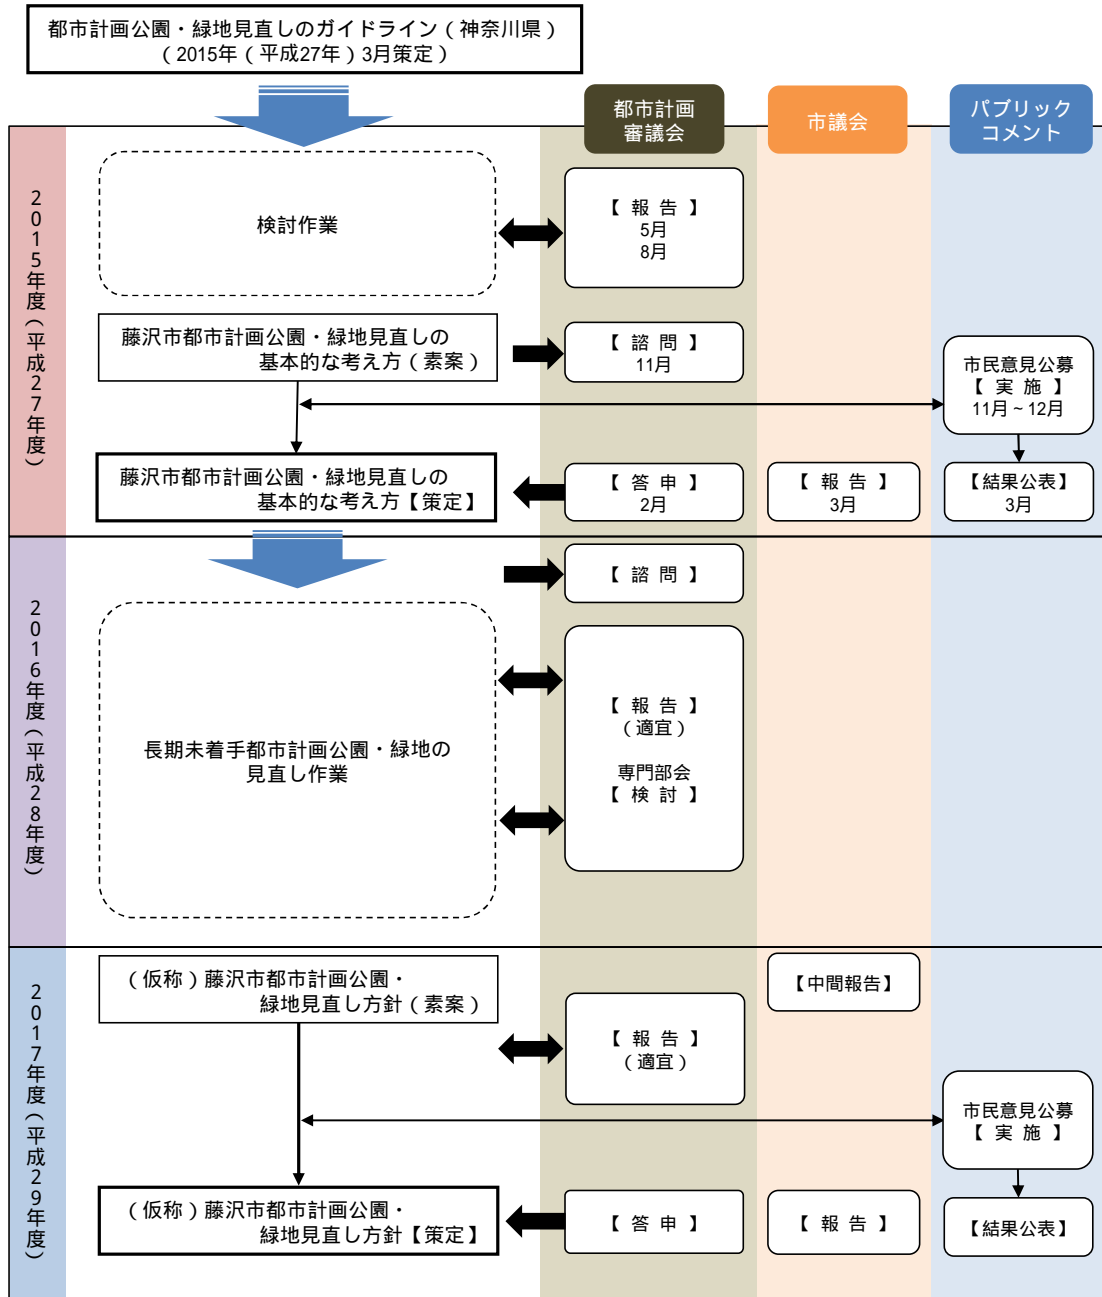 都市計画公園・緑地見直しのガイドライン（神奈川県）
（2015年（平成27年）3月策定）
都市計画
審議会
市議会
パブリック
コメント
2015年度（平成27年度）
検討作業
【 報 告 】
5月
8月
藤沢市都市計画公園・緑地見直しの
基本的な考え方（素案）
【 諮 問 】
11月
市民意見公募
【 実 施 】
11月～12月
藤沢市都市計画公園・緑地見直しの
基本的な考え方【策定】
【 答 申 】
2月
【 報 告 】
3月
【結果公表】
3月
2016年度（平成28年度）
【 諮 問 】
長期未着手都市計画公園・緑地の
見直し作業
【 報 告 】
（適宜）
専門部会
【 検 討 】
2017年度（平成29年度）
（仮称）藤沢市都市計画公園・
緑地見直し方針（素案）
【中間報告】
【 報 告 】
（適宜）
市民意見公募
【 実 施 】
（仮称）藤沢市都市計画公園・
緑地見直し方針【策定】
【 答 申 】
【 報 告 】
【結果公表】